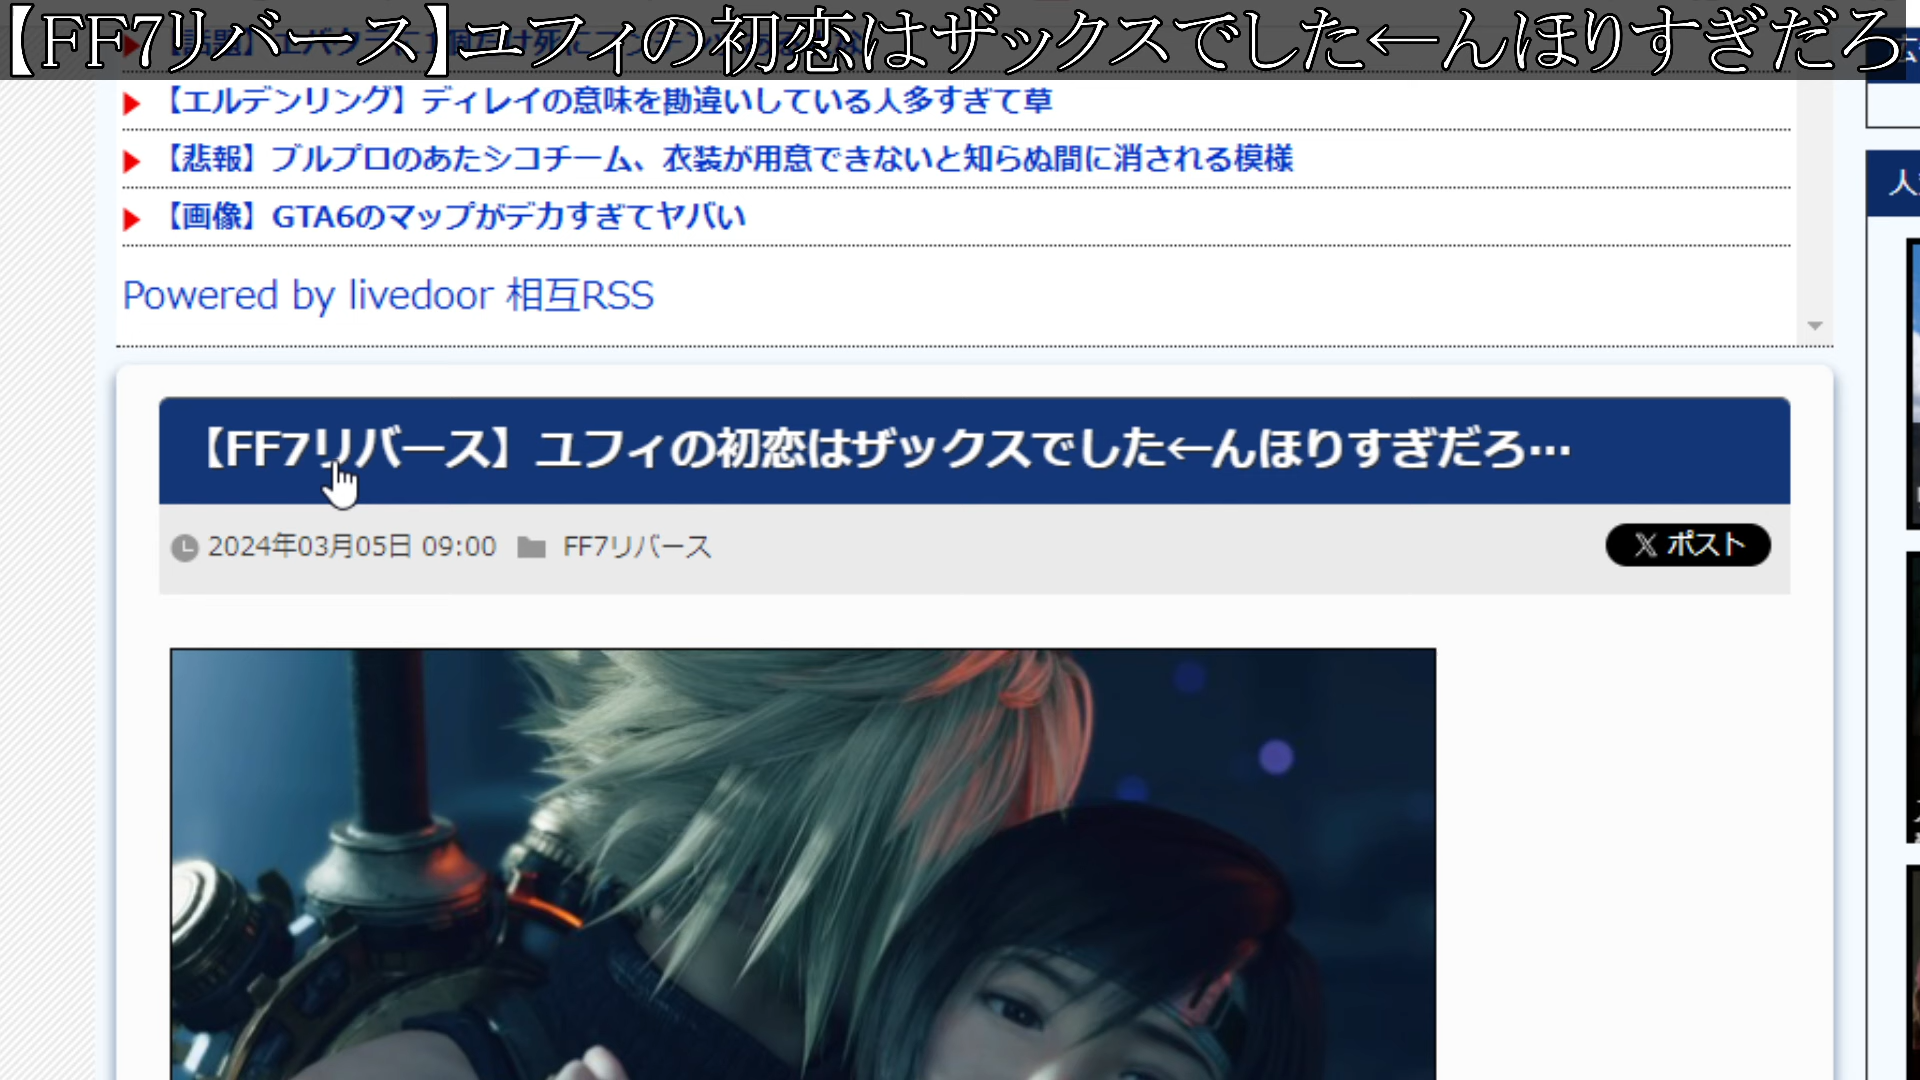 【FF7リバース】ユフィの初恋はザックスでした←んほりすぎだろ
【エルデンリング】ディレイの意味を勘違いしている人多すぎて草
【悲報】ブルプロのあたシコチーム、衣装が用意できないと知らぬ間に消される模様
【画像】GTA6のマップがデカすぎてヤバい
Powered by livedoor 相互RSS
【FF7リバース】ユフィの初恋はザックスでした←んほりすぎだろ…
2024年03月05日 09:00 FF7リバース
X ポスト